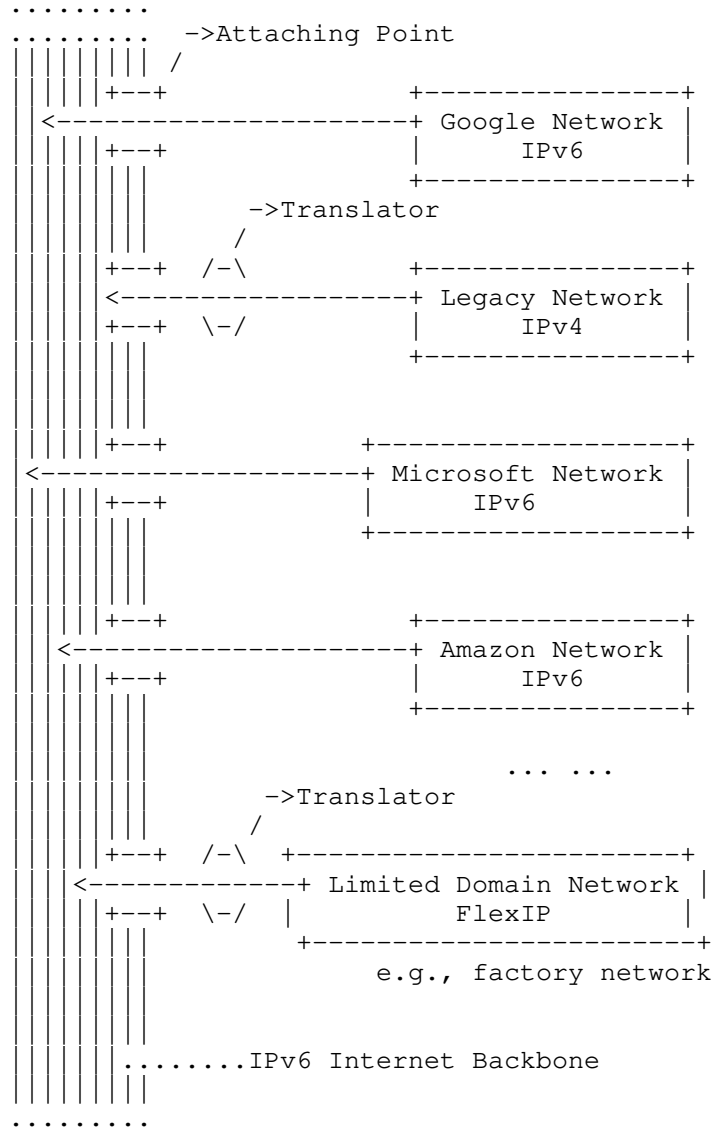 ->Attaching Point
Google Network
IPv6
->Translator
Legacy Network
IPv4
Microsoft Network
IPv6
Amazon Network
IPv6
... ...
->Translator
Limited Domain Network
FlexIP
e.g., factory network
........IPv6 Internet Backbone